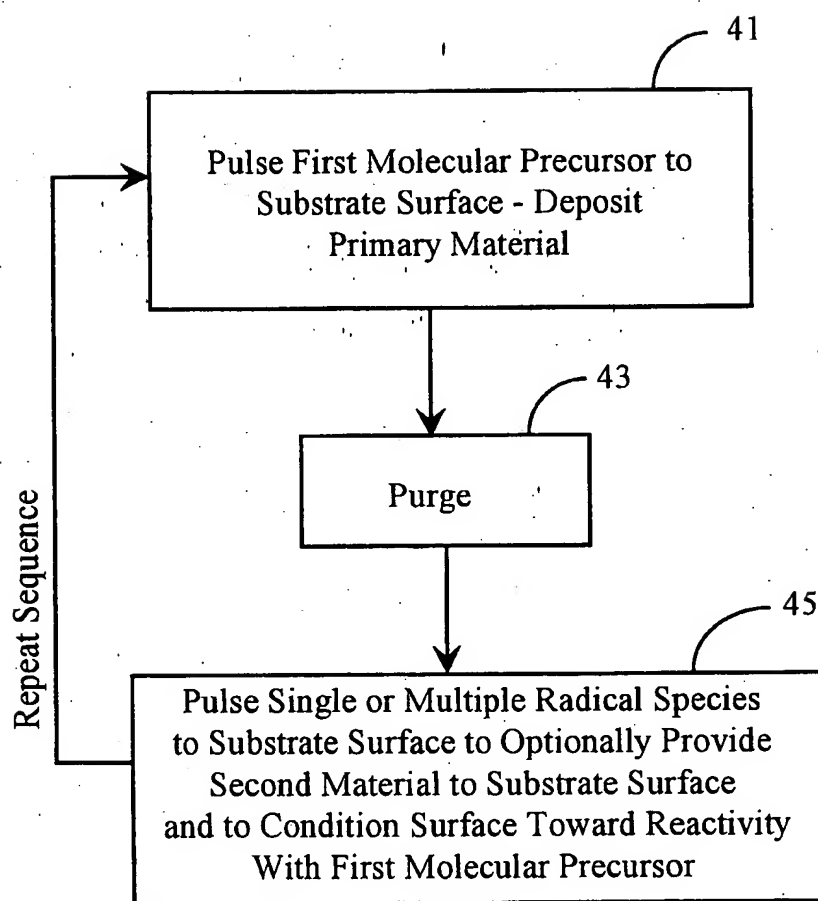 41
Pulse First Molecular Precursor to
Substrate Surface - Deposit
Primary Material
43
Purge
Repeat Sequence
45
Pulse Single or Multiple Radical Species
to Substrate Surface to Optionally Provide
Second Material to Substrate Surface
and to Condition Surface Toward Reactivity
With First Molecular Precursor